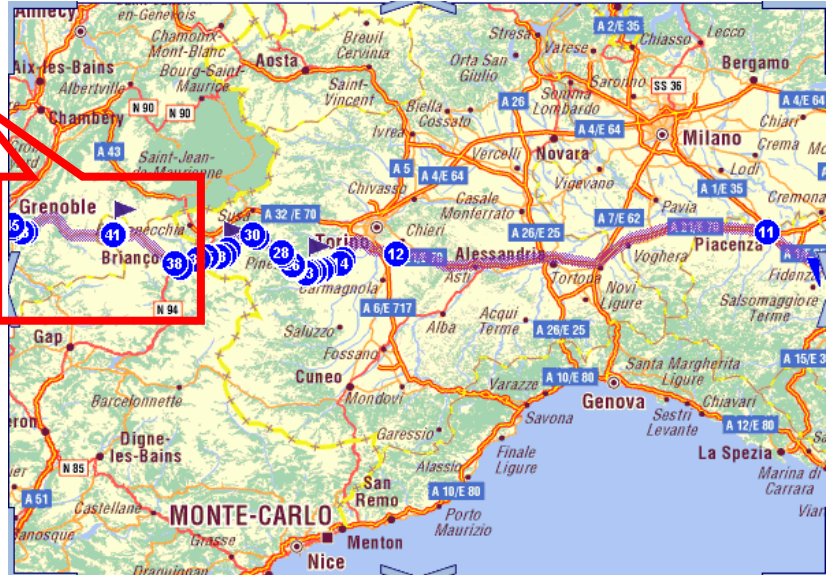 Annecy
en-Genevois
Chamonix-
Mont-Blanc
Breuil
Cervinia
Stresa
A 2/E 35
Chiasso
Lecco
Varese
Aosta
Orta San
Giulio
Bergamo
Aix-les-Bains
Albertville
Bourg-Saint-
Maurice
Saint-
Vincent
Somma
Lombardo
Saronno
SS 36
N 90
N 90
Biella
Cossato
A 26
A 4/E 64
Chambéry
Ivrea
A 4/E 64
Chiari
Milano
A 43
Saint-Jean-
de-Maurienne
A 5
A 4/E 64
Vercelli
Novara
Crema
Lodi
Chivasso
Vigevano
A 1/E 35
Casale
Monferrato
Pavia
Cremona
Grenoble
Susa
A 32/E 70
Torino
Chieri
A 26/E 25
A 7/E 62
A 21/E 70
11
41
30
Piacenza
Briançon
38
28
14
12
Alessandria
Voghera
Asti
Tortona
Fidenza
Carmagnola
Novi
Ligure
Salsomaggiore
Terme
N 94
A 6/E 717
Alba
Acqui
Terme
Gap
Saluzzo
A 26/E 25
Fossano
A 15/E 3
Santa Margherita
Ligure
Cuneo
Varazze
A 10/E 80
Mondovi
Genova
Chiavari
Barcelonnette
Savona
Sestri
Levante
A 12/E 80
Garessio
Digne-
les-Bains
Finale
Ligure
La Spezia
N 85
Alassio
Marina di
Carrara
A 51
San
Remo
A 10/E 80
Castellane
MONTE-CARLO
Porto
Maurizio
Menton
Grasse
Nice
Draguignan